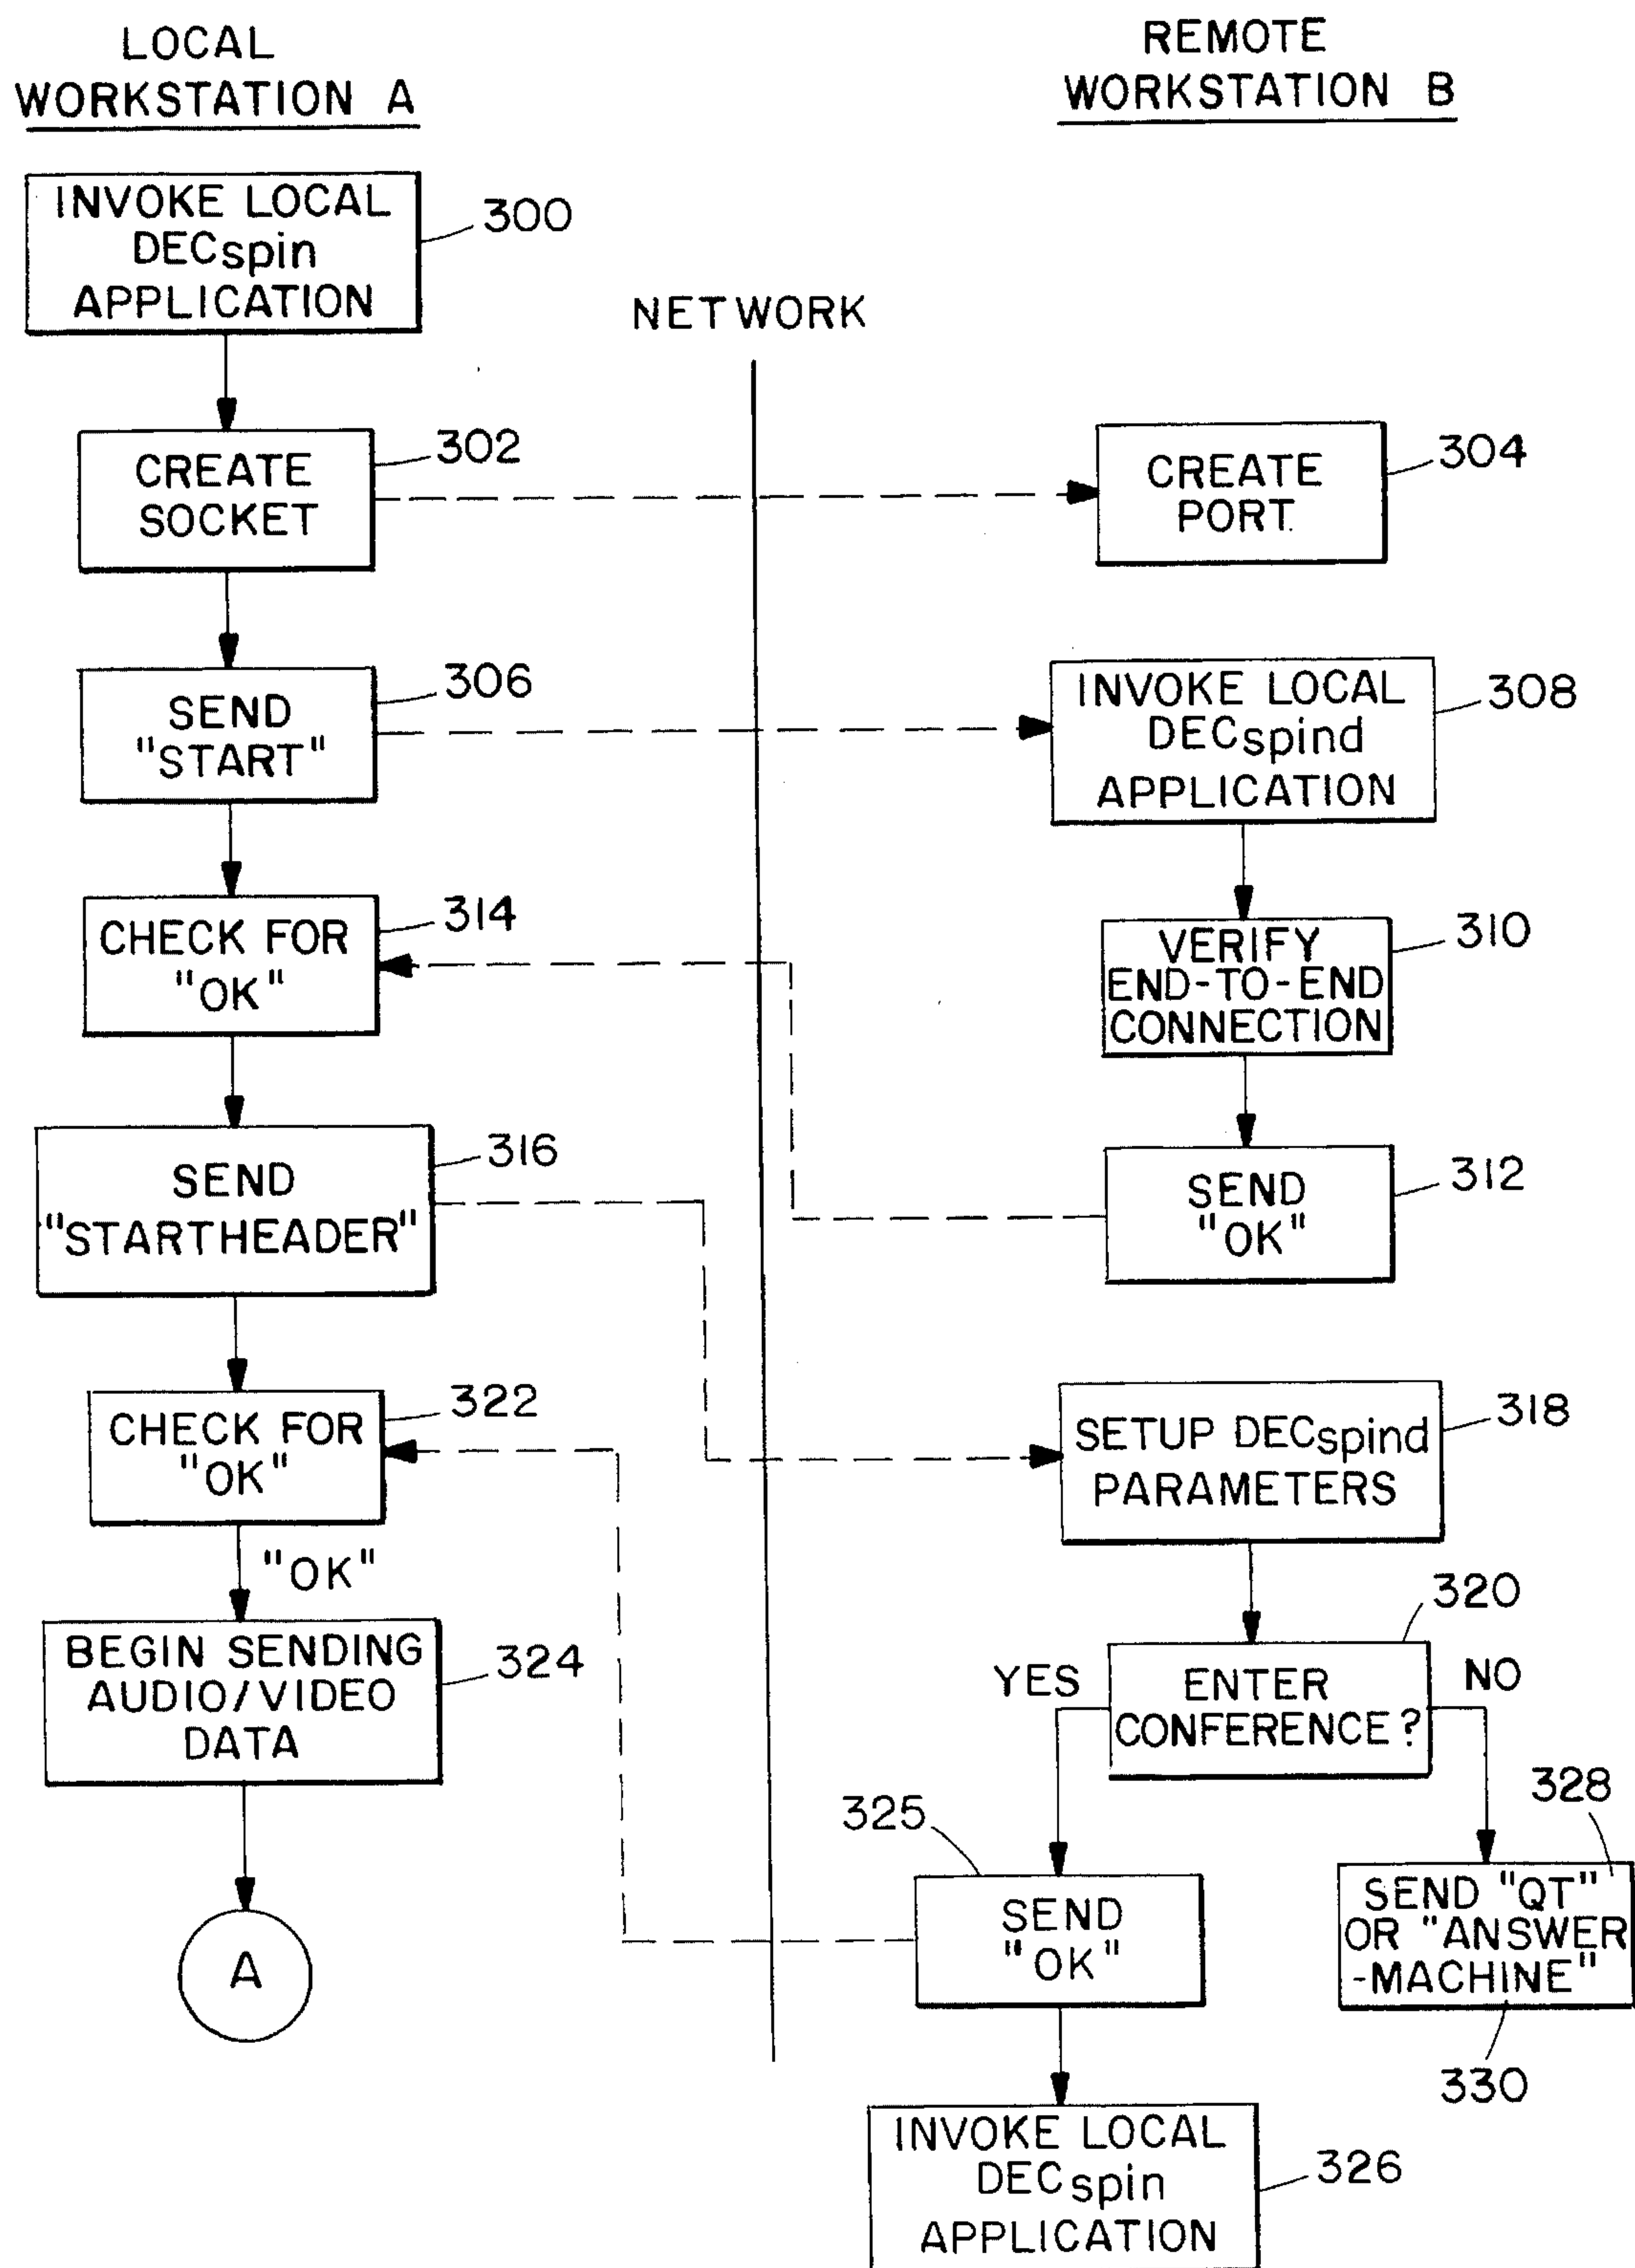 LOCAL
WORKSTATION A
REMOTE
WORKSTATION B
INVOKE LOCAL
DECspin
APPLICATION
300
NETWORK
CREATE
SOCKET
302
CREATE
PORT
304
SEND
"START"
306
INVOKE LOCAL
DECspind
APPLICATION
308
CHECK FOR
"OK"
314
VERIFY
END-TO-END
CONNECTION
310
SEND
"STARTHEADER"
316
SEND
"OK"
312
CHECK FOR
"OK"
322
SETUP DECspind
PARAMETERS
318
"OK"
BEGIN SENDING
AUDIO/VIDEO
DATA
324
320
YES
ENTER
CONFERENCE?
NO
325
328
SEND
"OK"
SEND "QT"
OR "ANSWER
-MACHINE"
330
A
INVOKE LOCAL
DECspin
APPLICATION
326